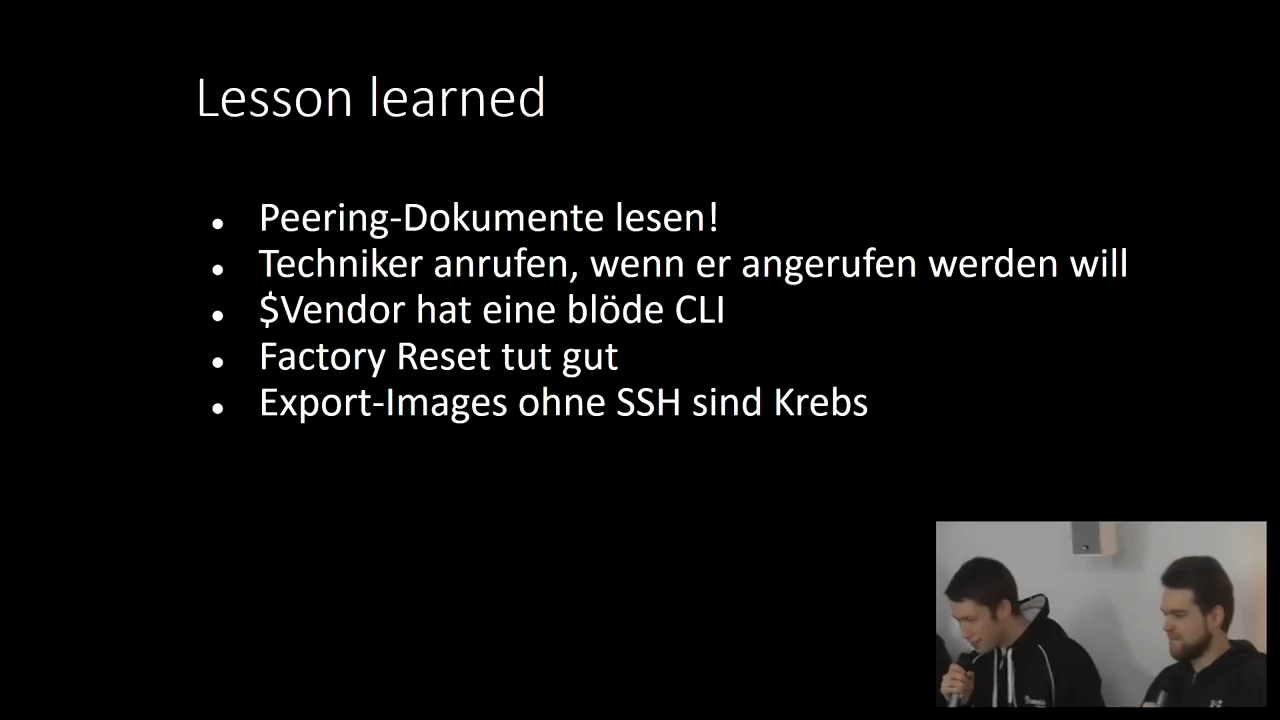 Lesson learned
Peering-Dokumente lesen!
Techniker anrufen, wenn er angerufen werden will
$Vendor hat eine blöde CLI
Factory Reset tut gut
Export-Images ohne SSH sind Krebs